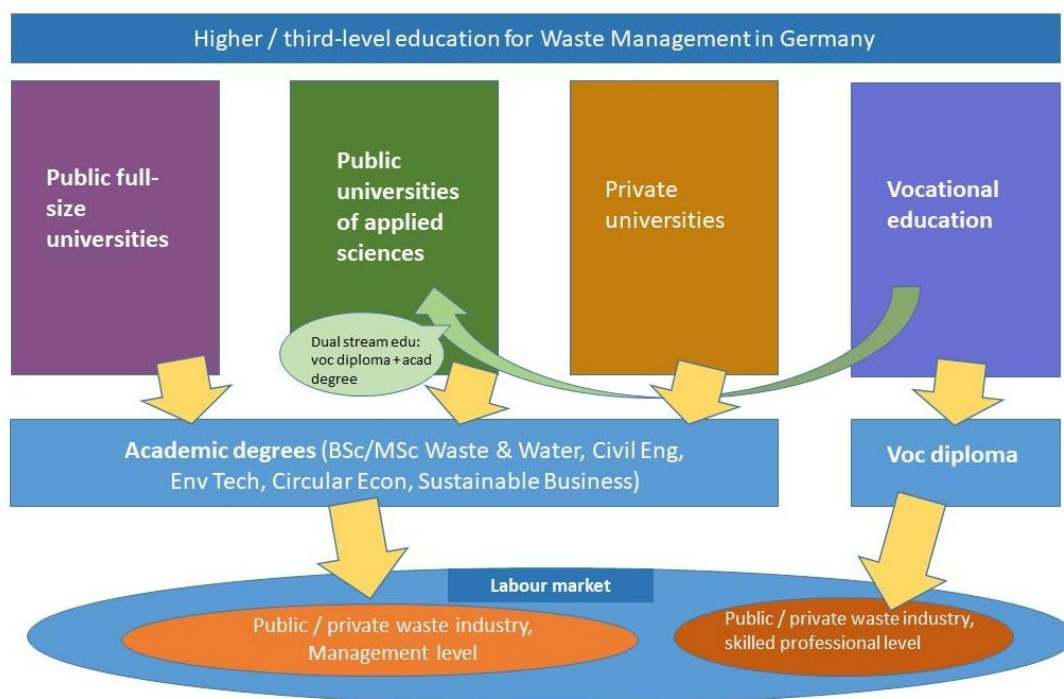 Higher / third-level education for Waste Management in Germany
Public full-
size
universities
Public
universities
of applied
sciences
Private
universities
Vocational
education
Dual stream edu:
voc diploma + acad
degree
Academic degrees (BSc/MSc Waste & Water, Civil Eng,
Env Tech, Circular Econ, Sustainable Business)
Voc diploma
Labour market
Public / private waste industry,
Management level
Public / private waste industry,
skilled professional level